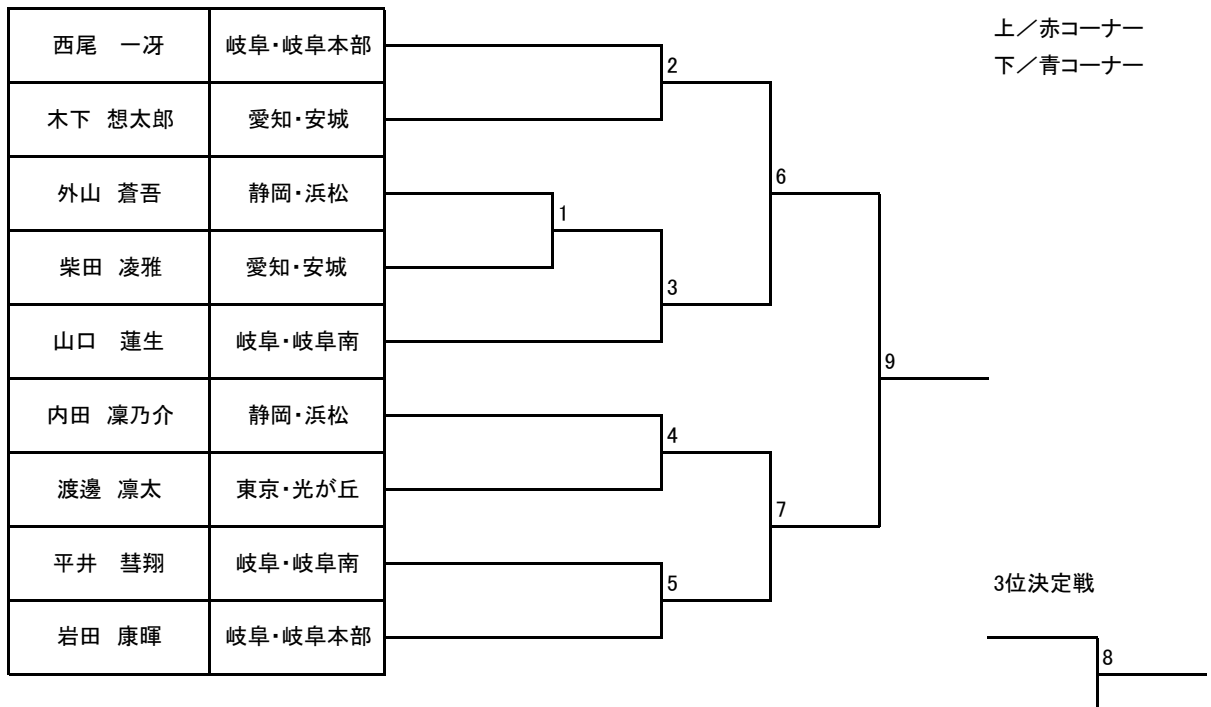 西尾　一冴 岐阜・岐阜本部
木下　想太郎 愛知・安城
外山　蒼吾 静岡・浜松
柴田　凌雅 愛知・安城
山口　蓮生 岐阜・岐阜南
内田　凜乃介 静岡・浜松
渡邊　凛太 東京・光が丘
平井　彗翔 岐阜・岐阜南
岩田　康暉 岐阜・岐阜本部
1
2
3
4
5
6
7
9
上／赤コーナー
下／青コーナー
3位決定戦
8